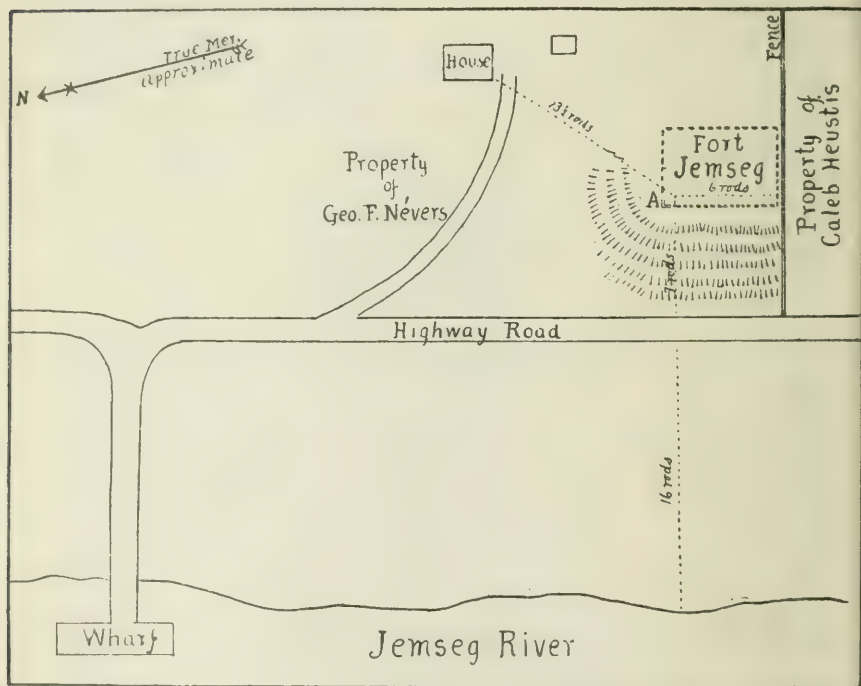 True Mer.
approximate
N
House
13½ rods
Fence
Fort
Jemseg
6 rods
A
Property of
Caleb Heustis
Property
of
Geo. F. Névers
7 rods
Highway Road
16 rods
Wharf
Jemseg River